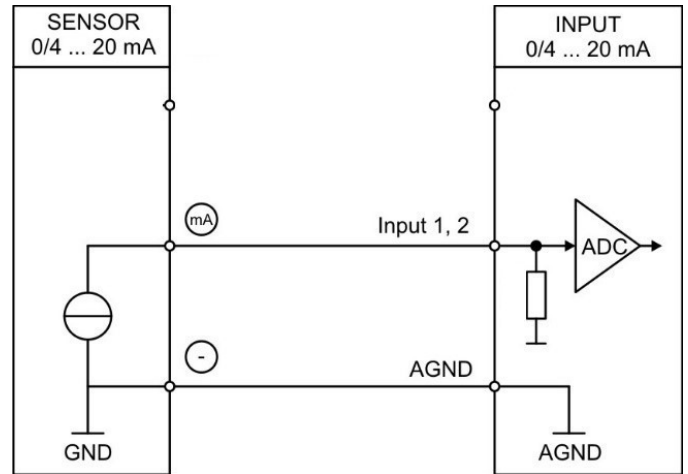 SENSOR
0/4 ... 20 mA
INPUT
0/4 ... 20 mA
mA
Input 1, 2
ADC
-
AGND
GND
AGND